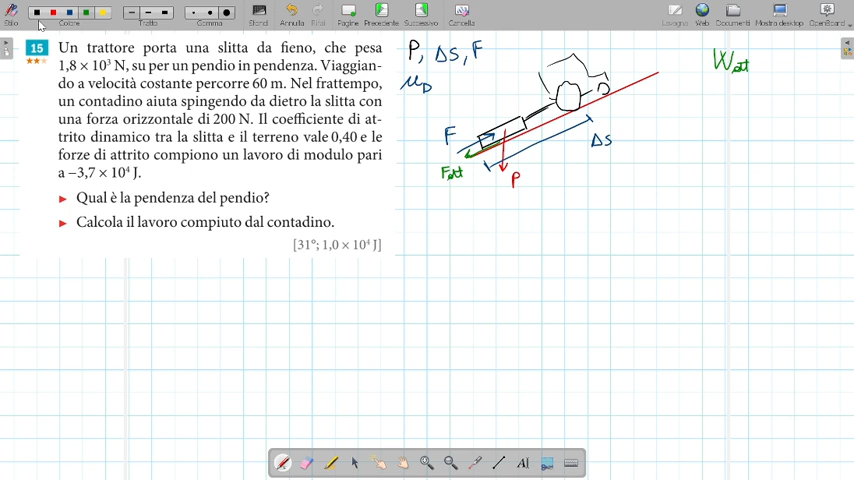 Stilo
Colore
Tratto
Gomma
Sfondi
Annulla
Rifai
Pagine
Precedente
Successivo
Cancella
Lavagna
Web
Documenti
Mostra desktop
OpenBoard
15 Un trattore porta una slitta da fieno, che pesa
1,8 × 10³ N, su per un pendio in pendenza. Viaggian-
do a velocità costante percorre 60 m. Nel frattempo,
un contadino aiuta spingendo da dietro la slitta con
una forza orizzontale di 200 N. Il coefficiente di at-
trito dinamico tra la slitta e il terreno vale 0,40 e le
forze di attrito compiono un lavoro di modulo pari
a −3,7 × 10⁴ J.
Qual è la pendenza del pendio?
Calcola il lavoro compiuto dal contadino.
[31°; 1,0 × 10⁴ J]
P, ΔS, F
μD
F
Fatt
P
ΔS
Watt